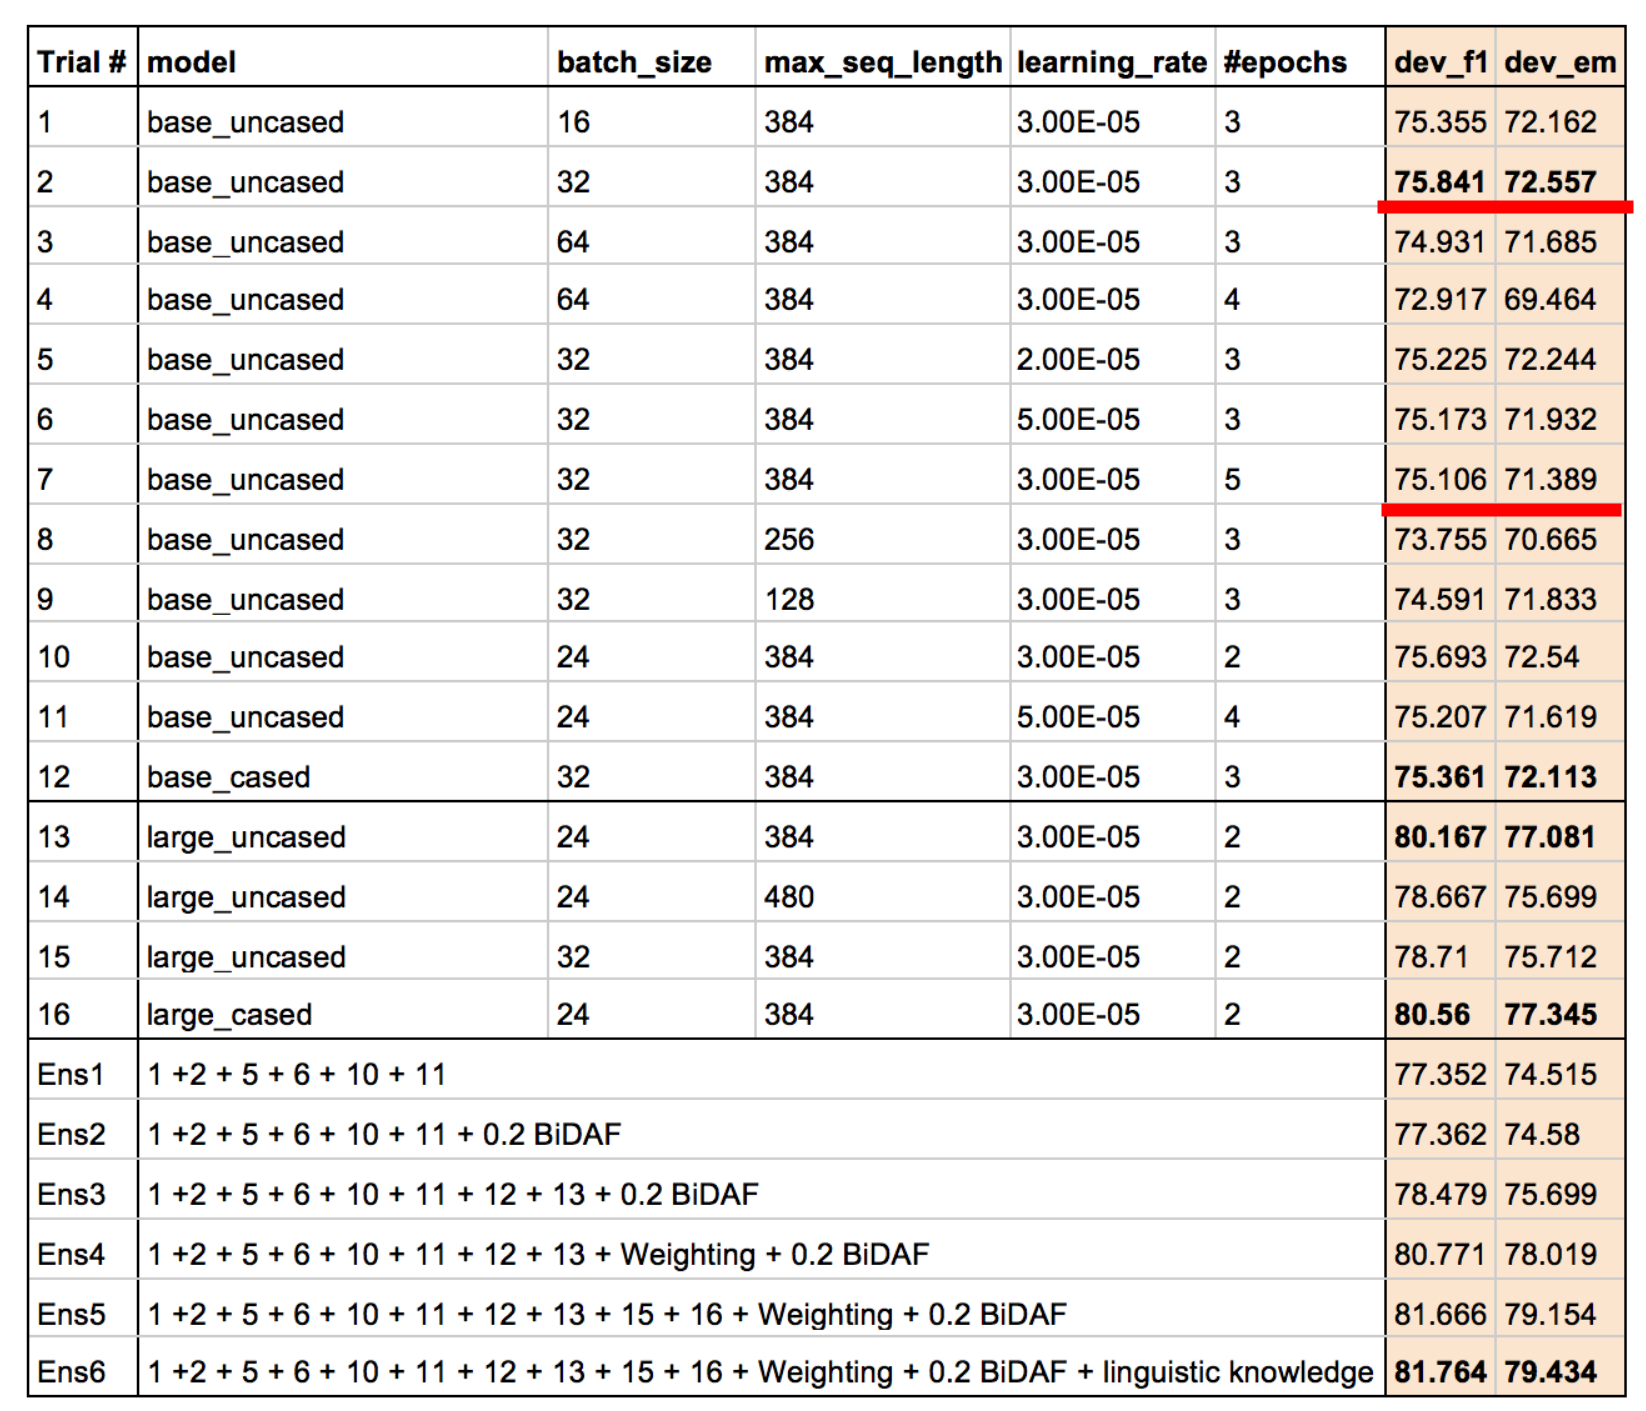 Trial # model batch_size max_seq_length learning_rate #epochs dev_f1 dev_em
1 base_uncased 16 384 3.00E-05 3 75.355 72.162
2 base_uncased 32 384 3.00E-05 3 75.841 72.557
3 base_uncased 64 384 3.00E-05 3 74.931 71.685
4 base_uncased 64 384 3.00E-05 4 72.917 69.464
5 base_uncased 32 384 2.00E-05 3 75.225 72.244
6 base_uncased 32 384 5.00E-05 3 75.173 71.932
7 base_uncased 32 384 3.00E-05 5 75.106 71.389
8 base_uncased 32 256 3.00E-05 3 73.755 70.665
9 base_uncased 32 128 3.00E-05 3 74.591 71.833
10 base_uncased 24 384 3.00E-05 2 75.693 72.54
11 base_uncased 24 384 5.00E-05 4 75.207 71.619
12 base_cased 32 384 3.00E-05 3 75.361 72.113
13 large_uncased 24 384 3.00E-05 2 80.167 77.081
14 large_uncased 24 480 3.00E-05 2 78.667 75.699
15 large_uncased 32 384 3.00E-05 2 78.71 75.712
16 large_cased 24 384 3.00E-05 2 80.56 77.345
Ens1 1 +2 + 5 + 6 + 10 + 11 77.352 74.515
Ens2 1 +2 + 5 + 6 + 10 + 11 + 0.2 BiDAF 77.362 74.58
Ens3 1 +2 + 5 + 6 + 10 + 11 + 12 + 13 + 0.2 BiDAF 78.479 75.699
Ens4 1 +2 + 5 + 6 + 10 + 11 + 12 + 13 + Weighting + 0.2 BiDAF 80.771 78.019
Ens5 1 +2 + 5 + 6 + 10 + 11 + 12 + 13 + 15 + 16 + Weighting + 0.2 BiDAF 81.666 79.154
Ens6 1 +2 + 5 + 6 + 10 + 11 + 12 + 13 + 15 + 16 + Weighting + 0.2 BiDAF + linguistic knowledge 81.764 79.434